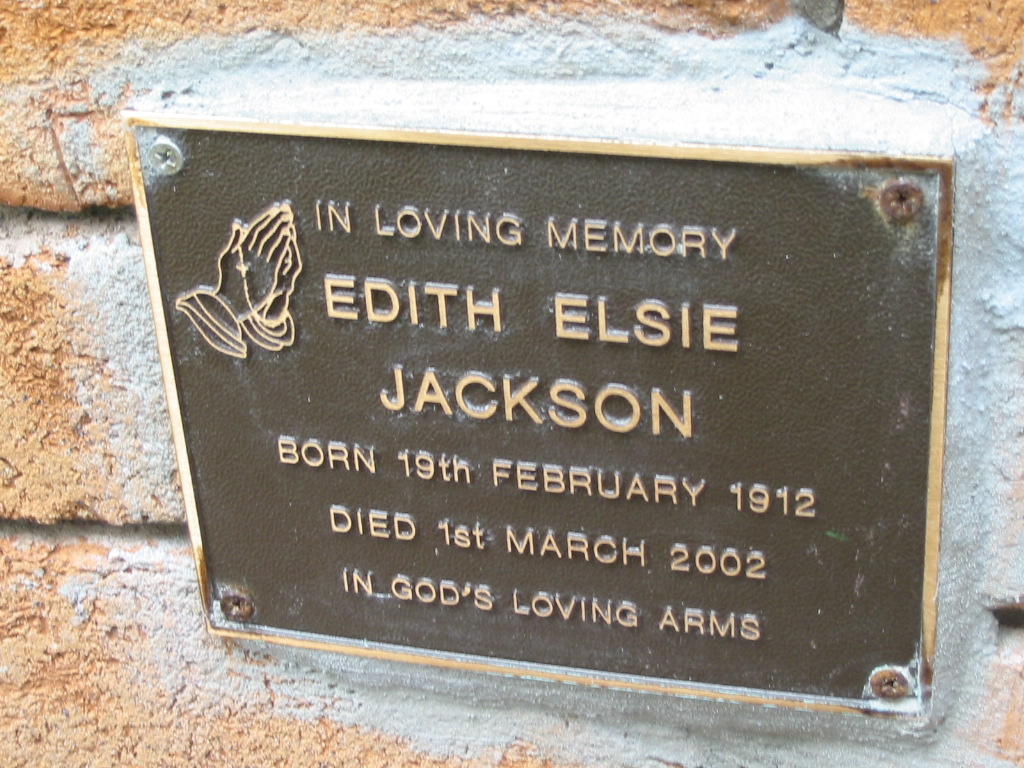 IN LOVING MEMORY
EDITH ELSIE
JACKSON
BORN 19th FEBRUARY 1912
DIED 1st MARCH 2002
IN GOD'S LOVING ARMS